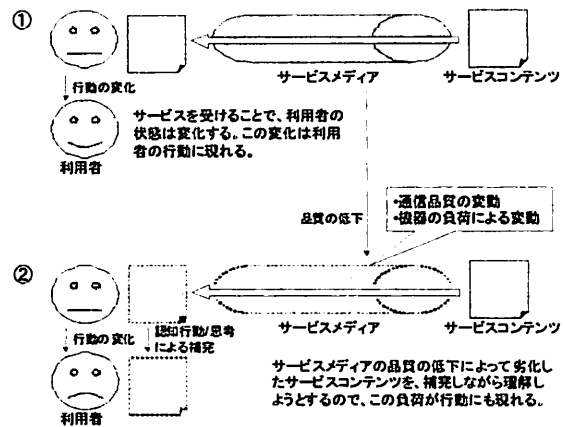 ①
サービスメディア
サービスコンテンツ
行動の変化
サービスを受けることで、利用者の
状態は変化する。この変化は利用
者の行動に現れる。
利用者
・通信品質の変動
・機器の負荷による変動
品質の低下
②
サービスメディア
サービスコンテンツ
行動の変化
認知行動/思考
による補充
利用者
サービスメディアの品質の低下によって劣化し
たサービスコンテンツを、補充しながら理解し
ようとするので、この負荷が行動にも現れる。